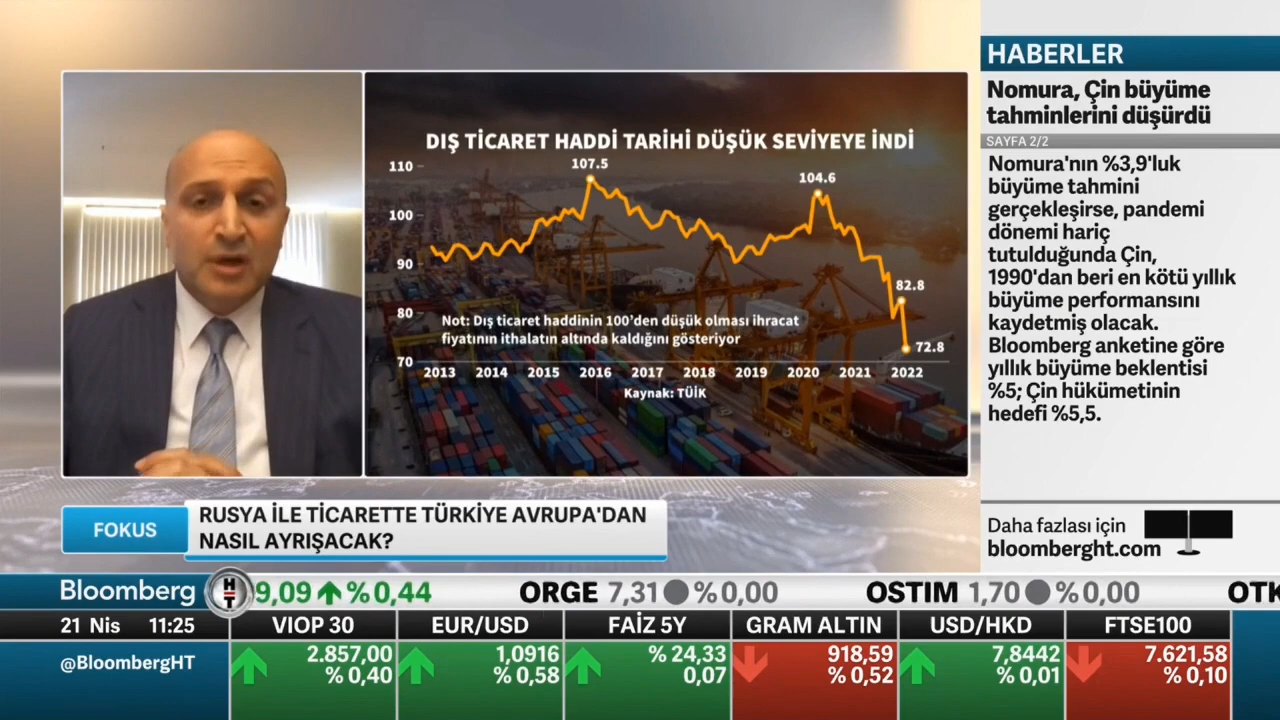 DIŞ TİCARET HADDİ TARİHİ DÜŞÜK SEVİYEYE İNDİ
110
107.5
104.6
100
90
82.8
80
Not: Dış ticaret haddinin 100'den düşük olması ihracat
fiyatının ithalatın altında kaldığını gösteriyor
72.8
70
2013 2014 2015 2016 2017 2018 2019 2020 2021 2022
Kaynak: TÜİK
HABERLER
Nomura, Çin büyüme
tahminlerini düşürdü
SAYFA 2/2
Nomura'nın %3,9'luk
büyüme tahmini
gerçekleşirse, pandemi
dönemi hariç
tutulduğunda Çin,
1990'dan beri en kötü yıllık
büyüme performansını
kaydetmiş olacak.
Bloomberg anketine göre
yıllık büyüme beklentisi
%5; Çin hükümetinin
hedefi %5,5.
Daha fazlası için
bloomberght.com
FOKUS
RUSYA İLE TİCARETTE TÜRKİYE AVRUPA'DAN
NASIL AYRIŞACAK?
Bloomberg HT 9,09 %0,44 ORGE 7,31 %0,00 OSTIM 1,70 %0,00 OTK
21 Nis 11:25 VIOP 30 EUR/USD FAİZ 5Y GRAM ALTIN USD/HKD FTSE100
@BloombergHT 2.857,00 1,0916 % 24,33 918,59 7,8442 7.621,58
% 0,40 % 0,58 0,07 % 0,52 % 0,01 % 0,10